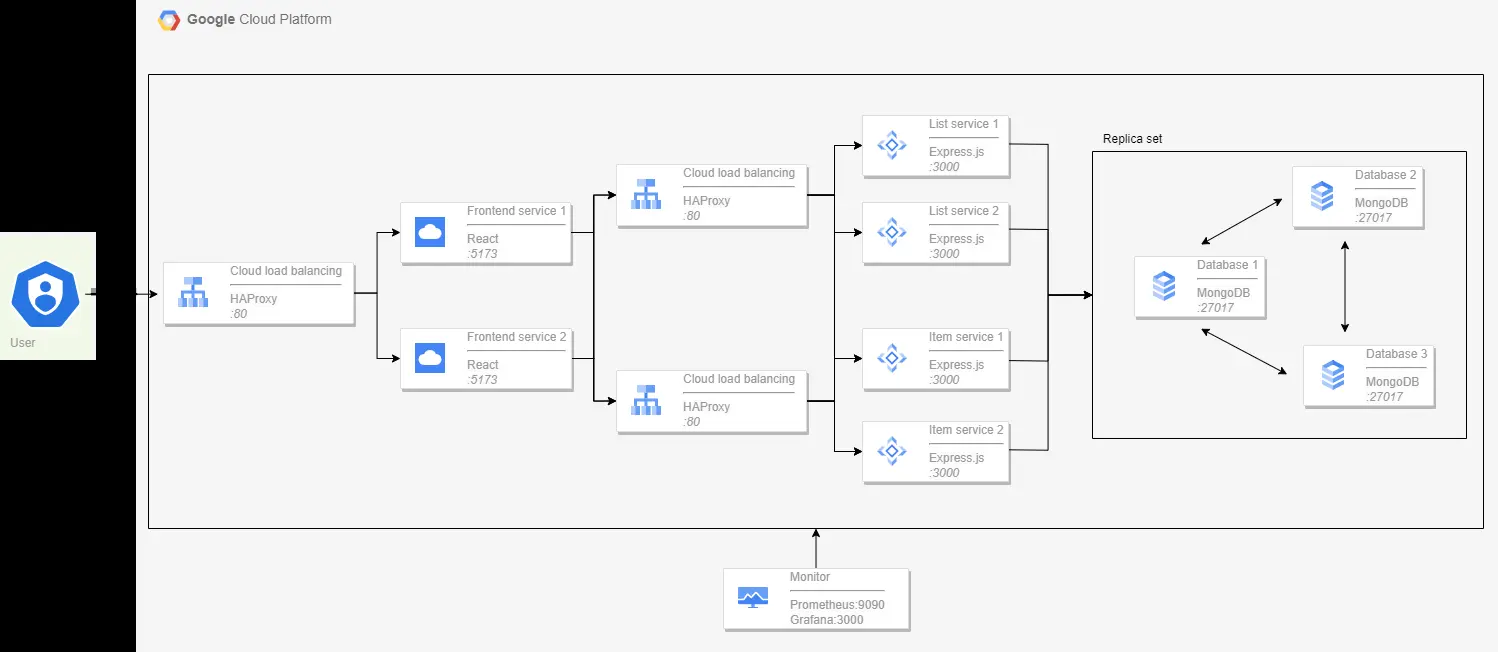 Google Cloud Platform
User
Cloud load balancing
HAProxy
:80
Frontend service 1
React
:5173
Frontend service 2
React
:5173
Cloud load balancing
HAProxy
:80
Cloud load balancing
HAProxy
:80
List service 1
Express.js
:3000
List service 2
Express.js
:3000
Item service 1
Express.js
:3000
Item service 2
Express.js
:3000
Replica set
Database 1
MongoDB
:27017
Database 2
MongoDB
:27017
Database 3
MongoDB
:27017
Monitor
Prometheus:9090
Grafana:3000